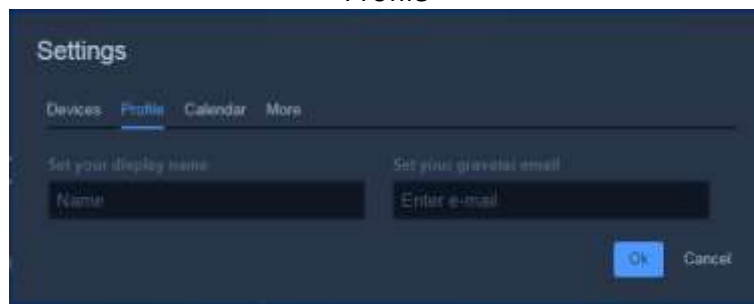 Profile
Settings
Devices Profile Calendar More
Set your display name Set your gravatar email
Name Enter e-mail
Ok Cancel